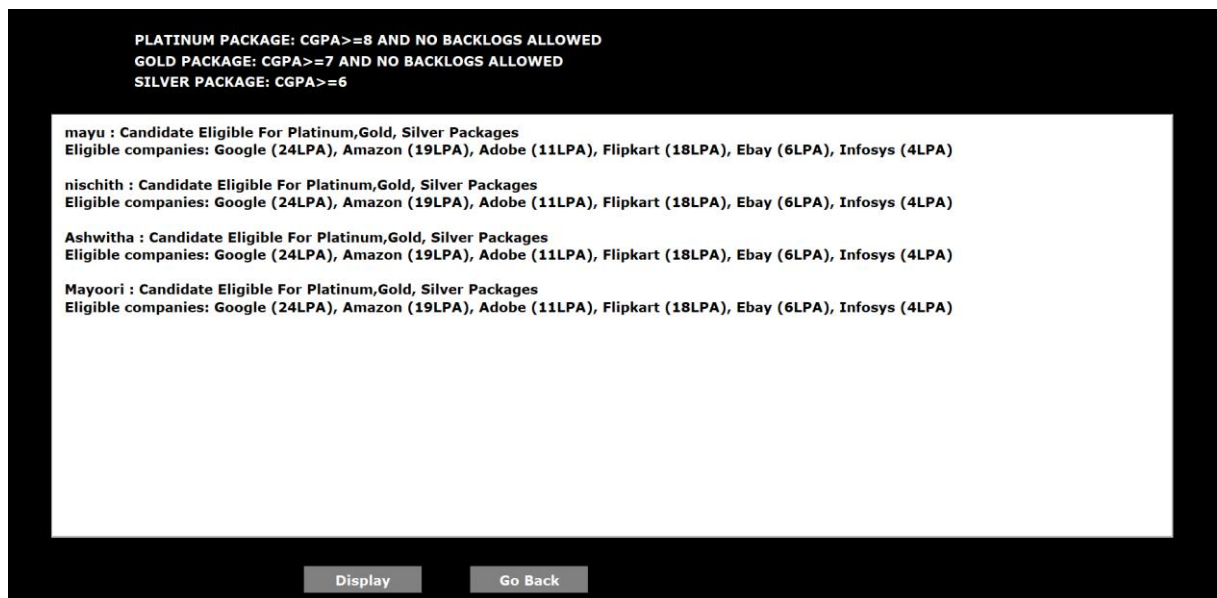 PLATINUM PACKAGE: CGPA>=8 AND NO BACKLOGS ALLOWED
GOLD PACKAGE: CGPA>=7 AND NO BACKLOGS ALLOWED
SILVER PACKAGE: CGPA>=6
mayu : Candidate Eligible For Platinum,Gold, Silver Packages
Eligible companies: Google (24LPA), Amazon (19LPA), Adobe (11LPA), Flipkart (18LPA), Ebay (6LPA), Infosys (4LPA)
nischith : Candidate Eligible For Platinum,Gold, Silver Packages
Eligible companies: Google (24LPA), Amazon (19LPA), Adobe (11LPA), Flipkart (18LPA), Ebay (6LPA), Infosys (4LPA)
Ashwitha : Candidate Eligible For Platinum,Gold, Silver Packages
Eligible companies: Google (24LPA), Amazon (19LPA), Adobe (11LPA), Flipkart (18LPA), Ebay (6LPA), Infosys (4LPA)
Mayoori : Candidate Eligible For Platinum,Gold, Silver Packages
Eligible companies: Google (24LPA), Amazon (19LPA), Adobe (11LPA), Flipkart (18LPA), Ebay (6LPA), Infosys (4LPA)
Display Go Back